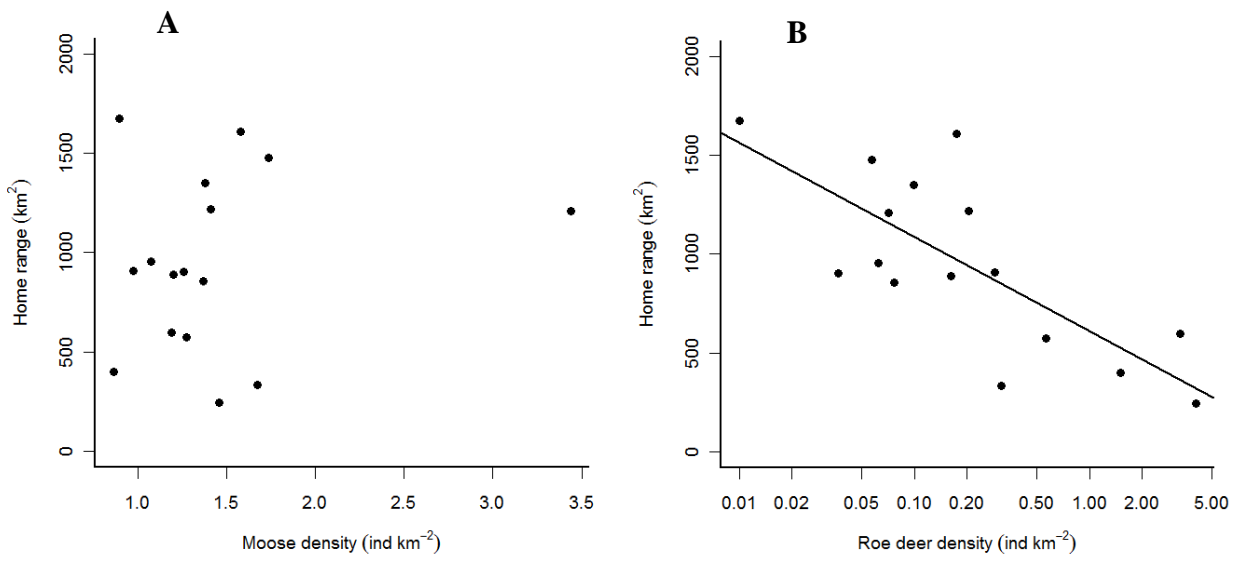 A
Home range (km²)
2000
1500
1000
500
0
1.0 1.5 2.0 2.5 3.0 3.5
Moose density (ind km⁻²)
B
Home range (km²)
2000
1500
1000
500
0
0.01 0.02 0.05 0.10 0.20 0.50 1.00 2.00 5.00
Roe deer density (ind km⁻²)